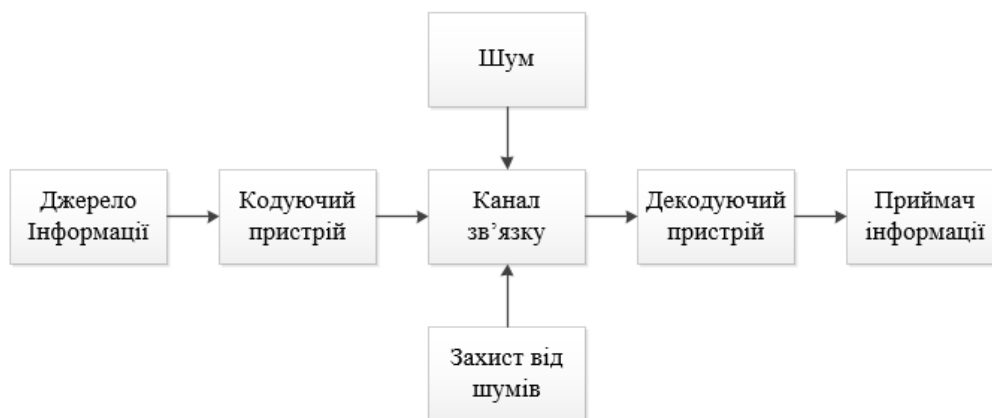 Шум
Джерело
Інформації
Кодуючий
пристрій
Канал
зв’язку
Декодуючий
пристрій
Приймач
інформації
Захист від
шумів